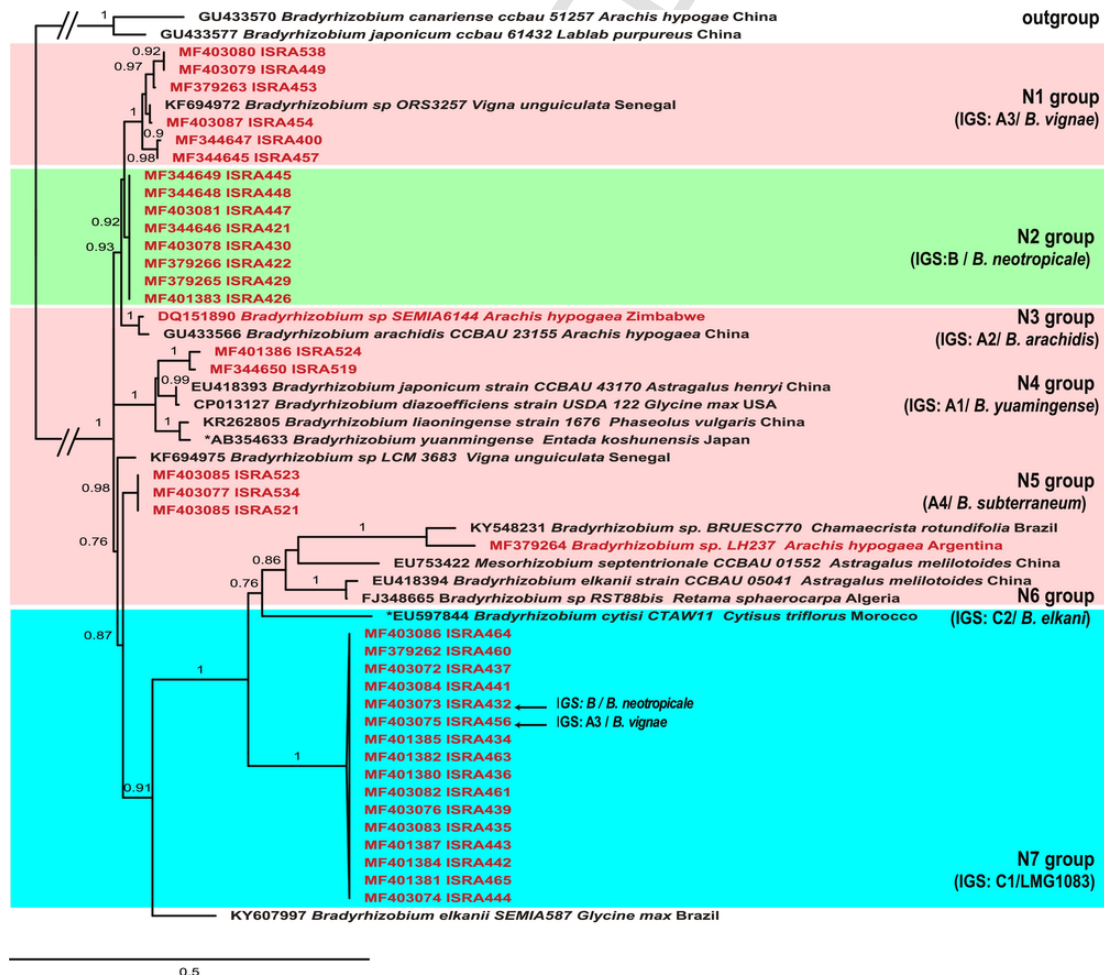 1 GU433570 Bradyrhizobium canariense ccbau 51257 Arachis hypogae China outgroup
GU433577 Bradyrhizobium japonicum ccbau 61432 Lablab purpureus China
0.92 MF403080 ISRA538
0.97 MF403079 ISRA449
MF379263 ISRA453
N1 group
1 KF694972 Bradyrhizobium sp ORS3257 Vigna unguiculata Senegal
(IGS: A3/ B. vignae)
MF403087 ISRA454
0.9 MF344647 ISRA400
0.98 MF344645 ISRA457
MF344649 ISRA445
MF344648 ISRA448
MF403081 ISRA447
0.92 MF344646 ISRA421
N2 group
0.93 MF403078 ISRA430
(IGS:B / B. neotropicale)
MF379266 ISRA422
MF379265 ISRA429
MF401383 ISRA426
1 DQ151890 Bradyrhizobium sp SEMIA6144 Arachis hypogaea Zimbabwe N3 group
GU433566 Bradyrhizobium arachidis CCBAU 23155 Arachis hypogaea China (IGS: A2/ B. arachidis)
1 MF401386 ISRA524
MF344650 ISRA519
0.99 EU418393 Bradyrhizobium japonicum strain CCBAU 43170 Astragalus henryi China N4 group
1 CP013127 Bradyrhizobium diazoefficiens strain USDA 122 Glycine max USA (IGS: A1/ B. yuamingense)
1 1 KR262805 Bradyrhizobium liaoningense strain 1676 Phaseolus vulgaris China
*AB354633 Bradyrhizobium yuanmingense Entada koshunensis Japan
KF694975 Bradyrhizobium sp LCM 3683 Vigna unguiculata Senegal
0.98 MF403085 ISRA523
N5 group
MF403077 ISRA534
(A4/ B. subterraneum)
MF403085 ISRA521
1 KY548231 Bradyrhizobium sp. BRUESC770 Chamaecrista rotundifolia Brazil
0.76 MF379264 Bradyrhizobium sp. LH237 Arachis hypogaea Argentina
0.86 EU753422 Mesorhizobium septentrionale CCBAU 01552 Astragalus melilotoides China
0.76 1 EU418394 Bradyrhizobium elkanii strain CCBAU 05041 Astragalus melilotoides China
FJ348665 Bradyrhizobium sp RST88bis Retama sphaerocarpa Algeria N6 group
*EU597844 Bradyrhizobium cytisi CTAW11 Cytisus triflorus Morocco (IGS: C2/ B. elkani)
0.87 MF403086 ISRA464
MF379262 ISRA460
1 MF403072 ISRA437
MF403084 ISRA441
MF403073 ISRA432 IGS: B / B. neotropicale
MF403075 ISRA456 IGS: A3 / B. vignae
MF401385 ISRA434
1 MF401382 ISRA463
MF401380 ISRA436
0.91 MF403082 ISRA461
MF403076 ISRA439
MF403083 ISRA435
MF401387 ISRA443
MF401384 ISRA442 N7 group
MF401381 ISRA465 (IGS: C1/LMG1083)
MF403074 ISRA444
KY607997 Bradyrhizobium elkanii SEMIA587 Glycine max Brazil
0.5